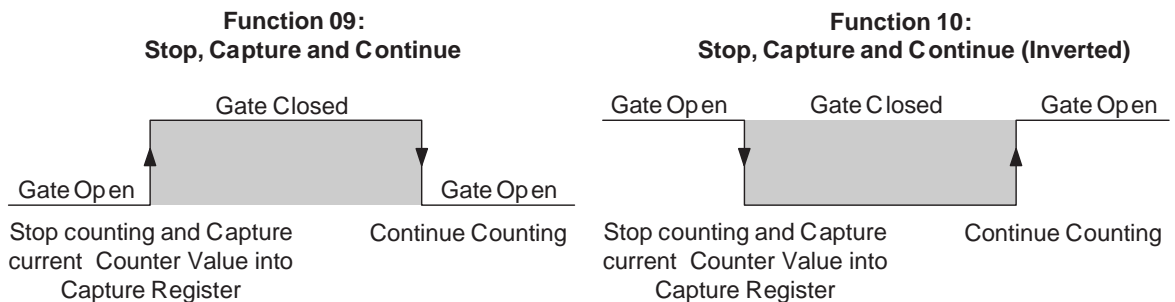 Function 09:
Stop, Capture and Continue
Gate Closed
Gate Open
Gate Open
Stop counting and Capture
current Counter Value into
Capture Register
Continue Counting
Function 10:
Stop, Capture and Continue (Inverted)
Gate Open
Gate Closed
Gate Open
Stop counting and Capture
current Counter Value into
Capture Register
Continue Counting